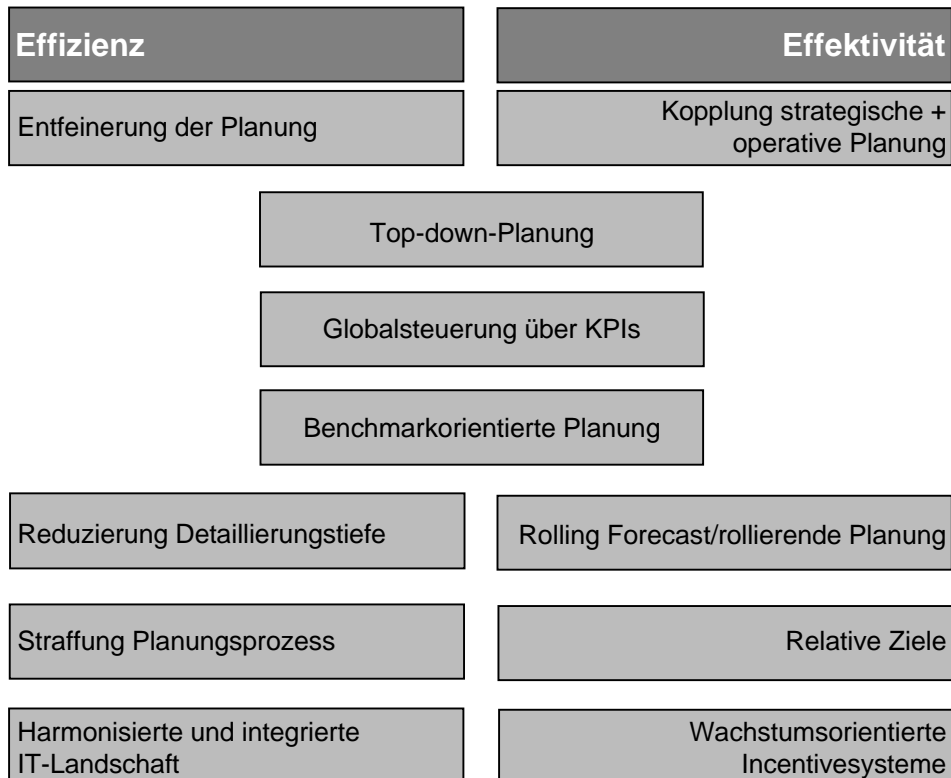 Effizienz
Effektivität
Entfeinerung der Planung
Kopplung strategische +
operative Planung
Top-down-Planung
Globalsteuerung über KPIs
Benchmarkorientierte Planung
Reduzierung Detaillierungstiefe
Rolling Forecast/rollierende Planung
Straffung Planungsprozess
Relative Ziele
Harmonisierte und integrierte
IT-Landschaft
Wachstumsorientierte
Incentivesysteme